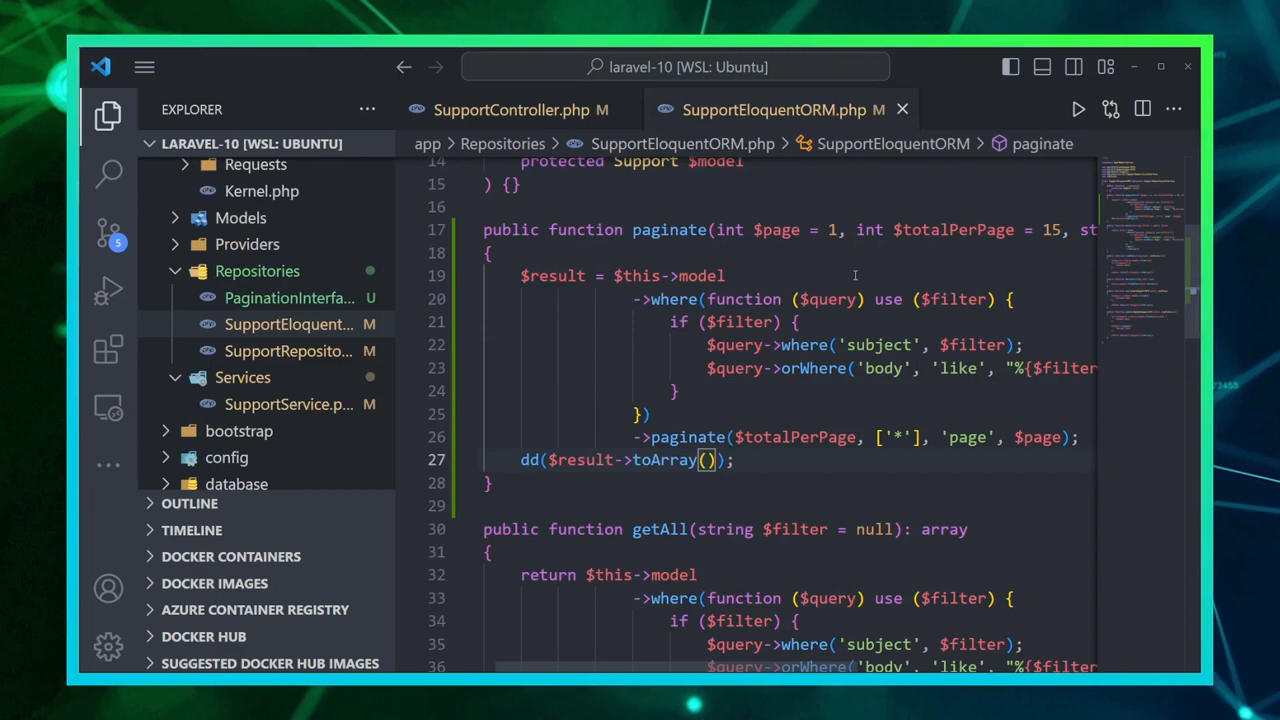 laravel-10 [WSL: Ubuntu]
EXPLORER
LARAVEL-10 [WSL: UBUNTU]
Requests
Kernel.php
Models
Providers
Repositories
PaginationInterfa... U
SupportEloquent... M
SupportReposito... M
Services
SupportService.p... M
bootstrap
config
database
OUTLINE
TIMELINE
DOCKER CONTAINERS
DOCKER IMAGES
AZURE CONTAINER REGISTRY
DOCKER HUB
SUGGESTED DOCKER HUB IMAGES
5
SupportController.php M
SupportEloquentORM.php M
app > Repositories > SupportEloquentORM.php > SupportEloquentORM > paginate
14 protected Support $model
15 ) {}
16
17 public function paginate(int $page = 1, int $totalPerPage = 15, st
18 {
19 $result = $this->model
20 ->where(function ($query) use ($filter) {
21 if ($filter) {
22 $query->where('subject', $filter);
23 $query->orWhere('body', 'like', "%{$filter
24 }
25 })
26 ->paginate($totalPerPage, ['*'], 'page', $page);
27 dd($result->toArray());
28 }
29
30 public function getAll(string $filter = null): array
31 {
32 return $this->model
33 ->where(function ($query) use ($filter) {
34 if ($filter) {
35 $query->where('subject', $filter);
36 $query->orWhere('body', 'like', "%{$filter